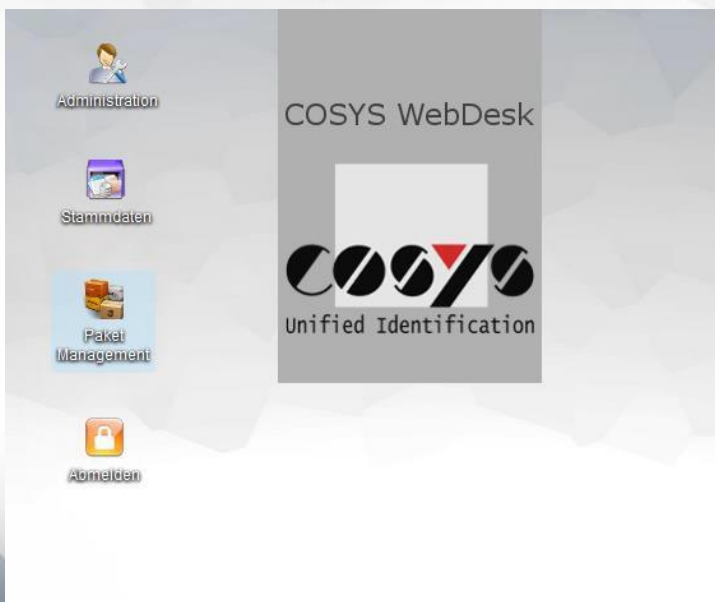 Administration
Stammdaten
Paket
Management
Abmelden
COSYS WebDesk
COSYS
Unified Identification